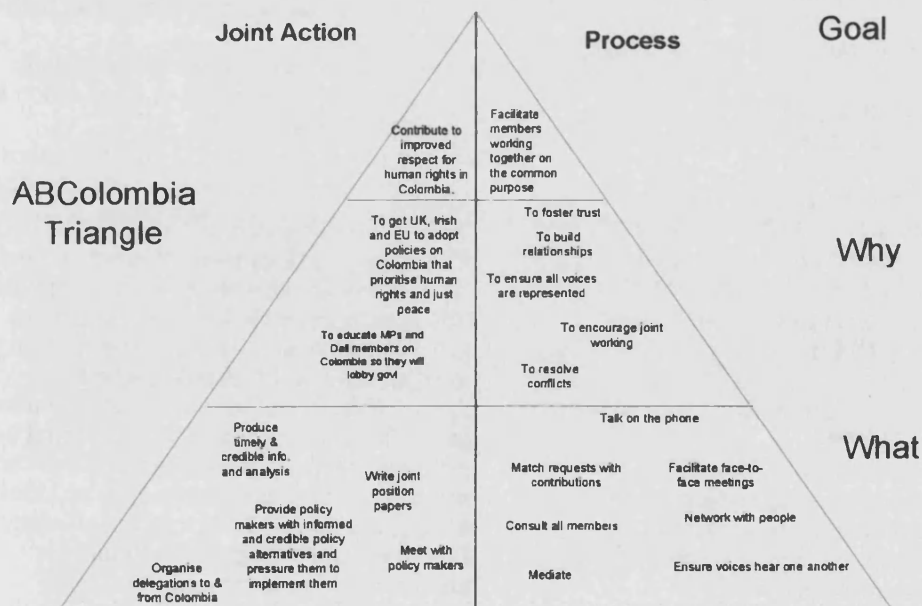 Joint Action
Process
Goal
ABColombia
Triangle
Contribute to
improved
respect for
human rights in
Colombia.
Facilitate
members
working
together on
the common
purpose
Why
To get UK, Irish
and EU to adopt
policies on
Colombia that
prioritise human
rights and just
peace
To educate MPs and
Dail members on
Colombia so they will
lobby govt
To foster trust
To build
relationships
To ensure all voices
are represented
To encourage joint
working
To resolve
conflicts
What
Produce
timely &
credible info.
and analysis
Write joint
position
papers
Provide policy
makers with informed
and credible policy
alternatives and
pressure them to
implement them
Meet with
policy makers
Organise
delegations to &
from Colombia
Talk on the phone
Match requests with
contributions
Facilitate face-to-
face meetings
Consult all members
Network with people
Mediate
Ensure voices hear one another